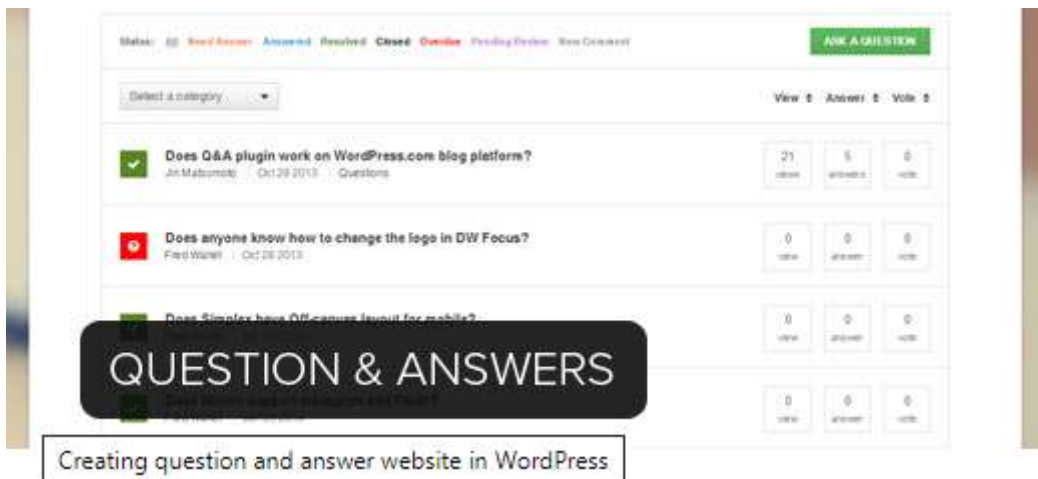 Status: All Need Answer Answered Resolved Closed Overdue Pending Review New Comment
ASK A QUESTION
Select a category
View Answer Vote
Does Q&A plugin work on WordPress.com blog platform?
21 5 0
Jin Matsumoto Oct 28 2013 Questions
views answers vote
Does anyone know how to change the logo in DW Focus?
0 0 0
Fred Waller Oct 28 2013
view answer vote
Does Simplex have Off-canvas layout for mobile?
0 0 0
view answer vote
QUESTION & ANSWERS
0 0 0
view answer vote
Creating question and answer website in WordPress